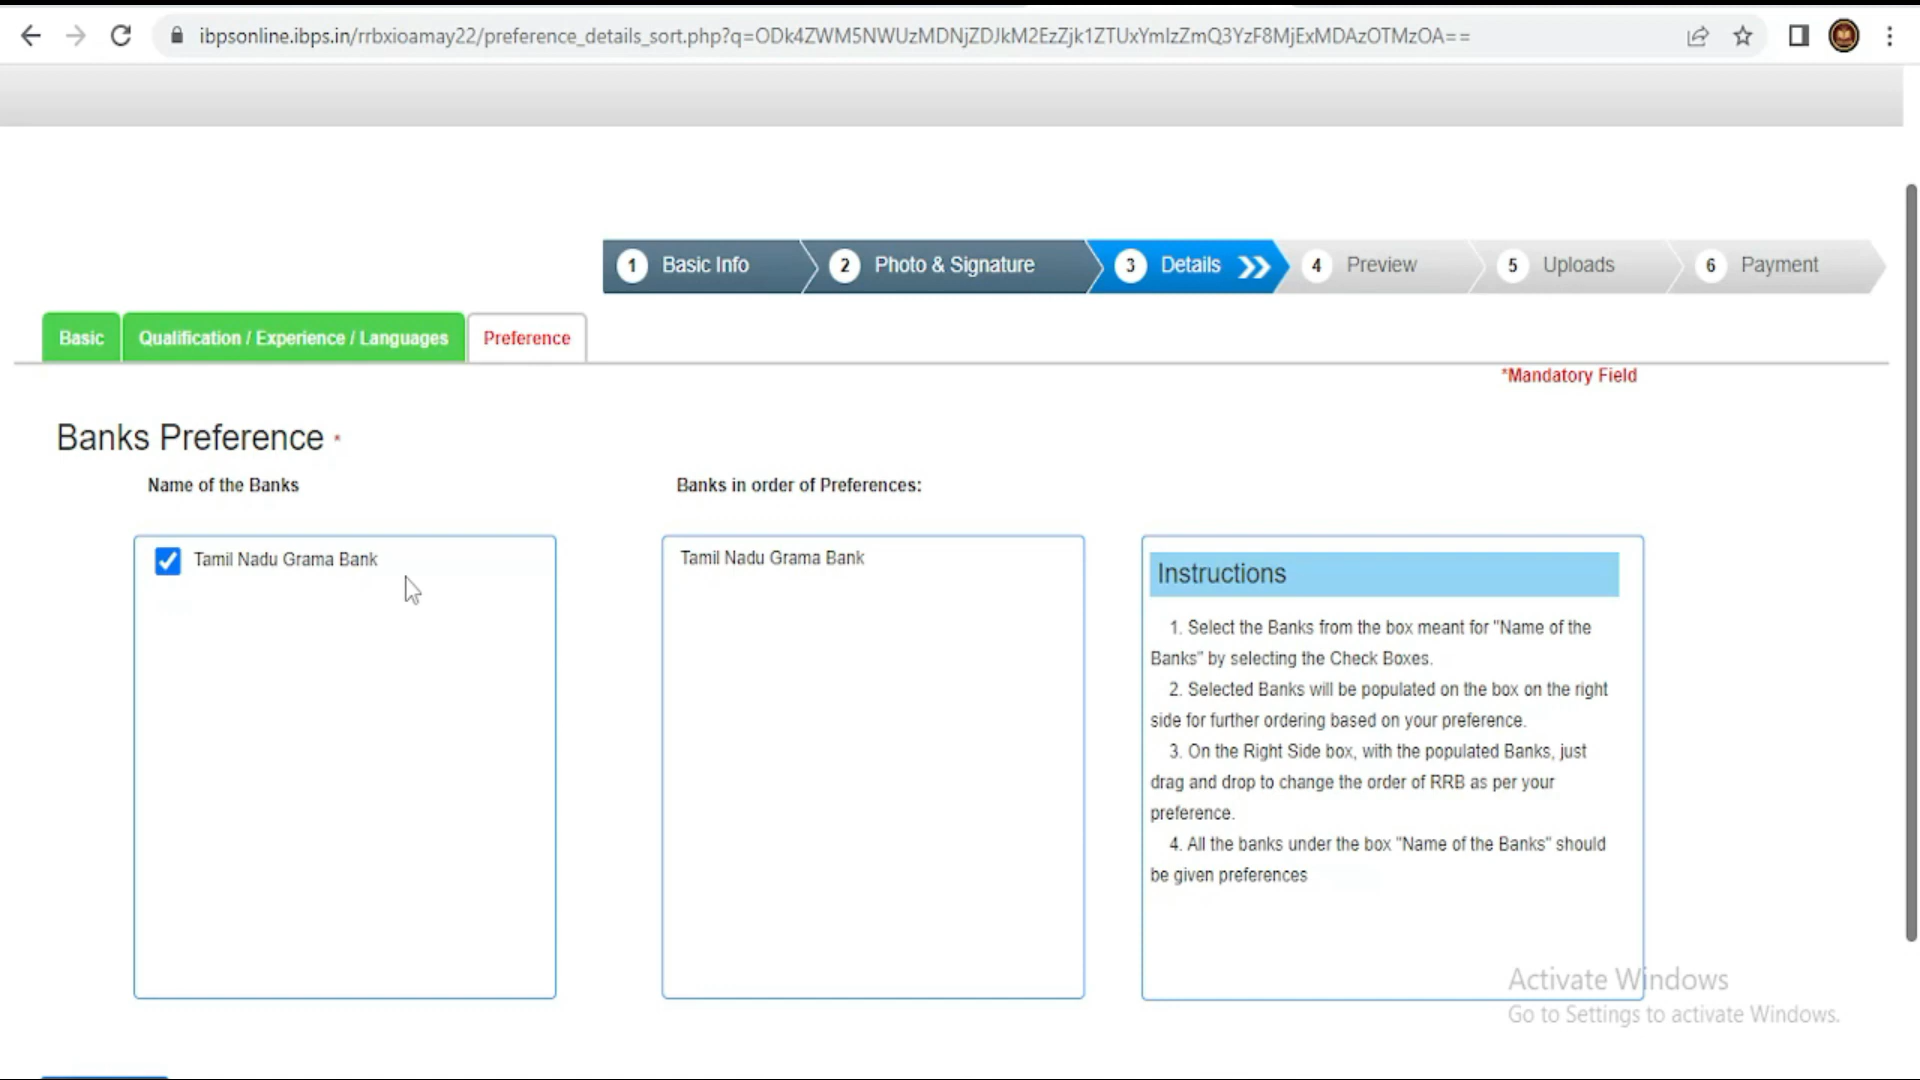 ibpsonline.ibps.in/rrbxioamay22/preference_details_sort.php?q=ODk4ZWM5NWUzMDNjZDJkM2EzZjk1ZTUxYmIzZmQ3YzF8MjExMDAzOTMzOA==
1 Basic Info 2 Photo & Signature 3 Details 4 Preview 5 Uploads 6 Payment
Basic Qualification / Experience / Languages Preference
*Mandatory Field
Banks Preference *
Name of the Banks Banks in order of Preferences:
Tamil Nadu Grama Bank Tamil Nadu Grama Bank
Instructions
1. Select the Banks from the box meant for "Name of the
Banks" by selecting the Check Boxes.
2. Selected Banks will be populated on the box on the right
side for further ordering based on your preference.
3. On the Right Side box, with the populated Banks, just
drag and drop to change the order of RRB as per your
preference.
4. All the banks under the box "Name of the Banks" should
be given preferences
Activate Windows
Go to Settings to activate Windows.